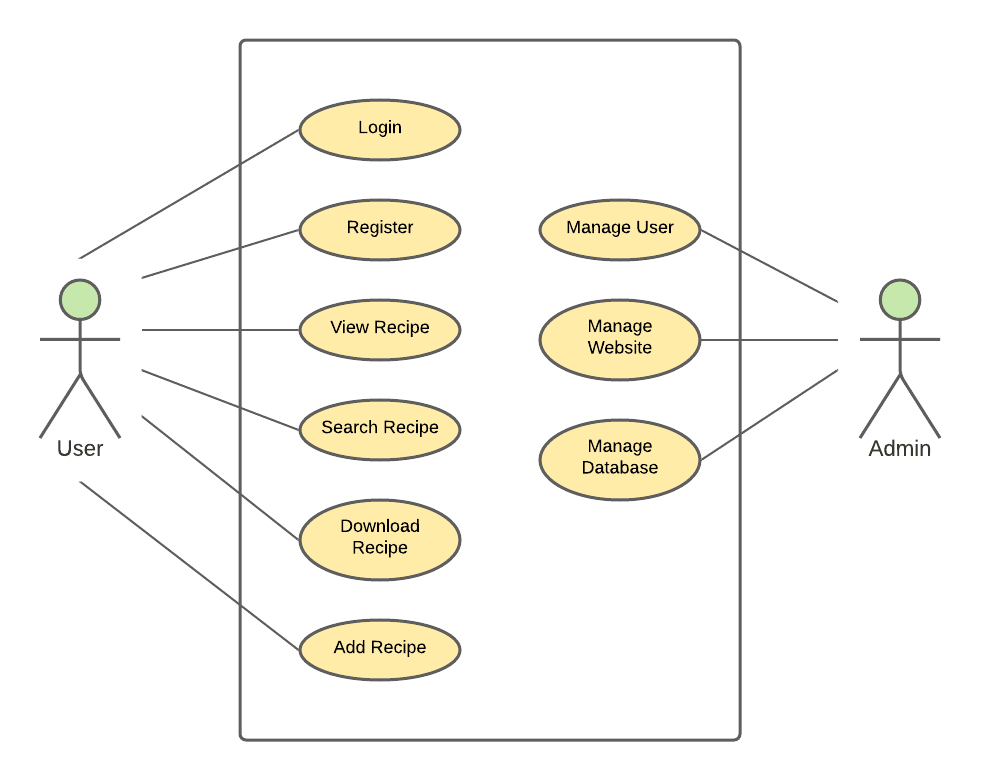 Login
Register
View Recipe
Search Recipe
Download
Recipe
Add Recipe
Manage User
Manage
Website
Manage
Database
User
Admin